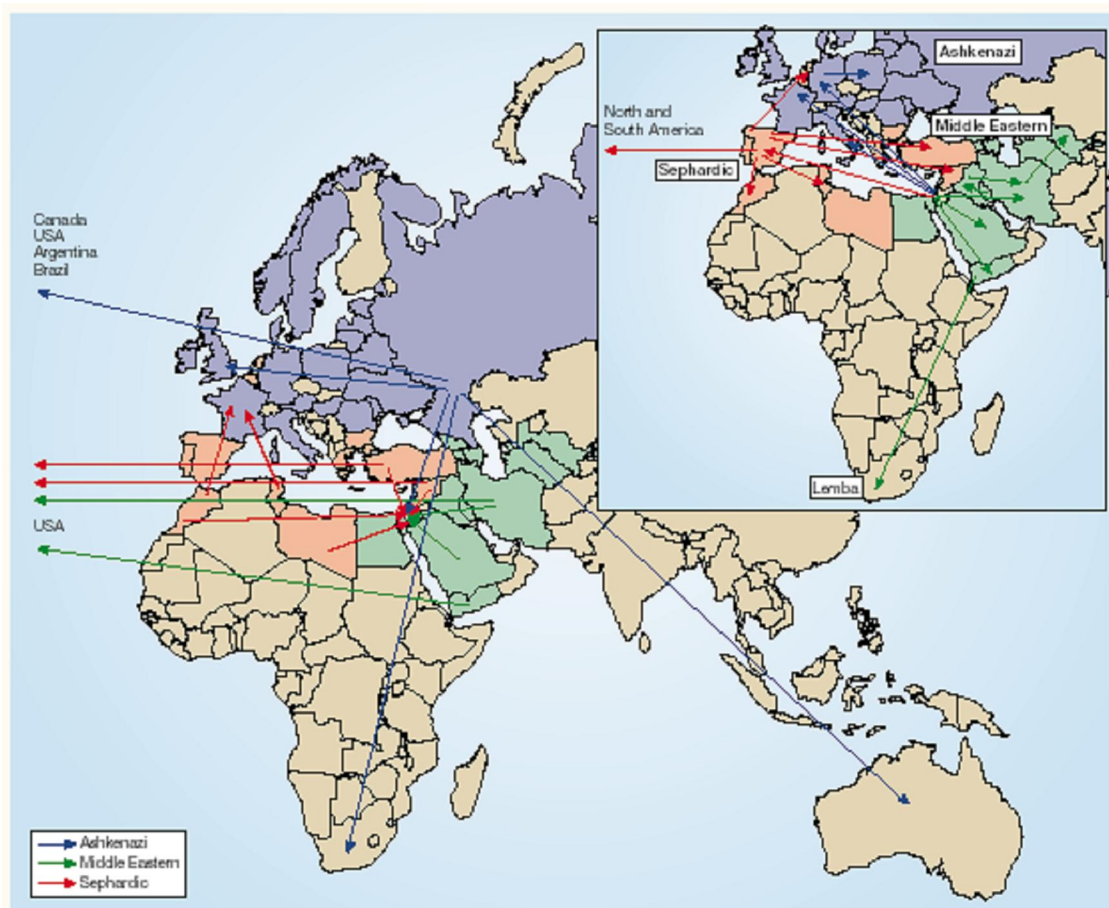 Ashkenazi
North and
South America
Middle Eastern
Sephardic
Lemba
Canada
USA
Argentina
Brazil
USA
Ashkenazi
Middle Eastern
Sephardic